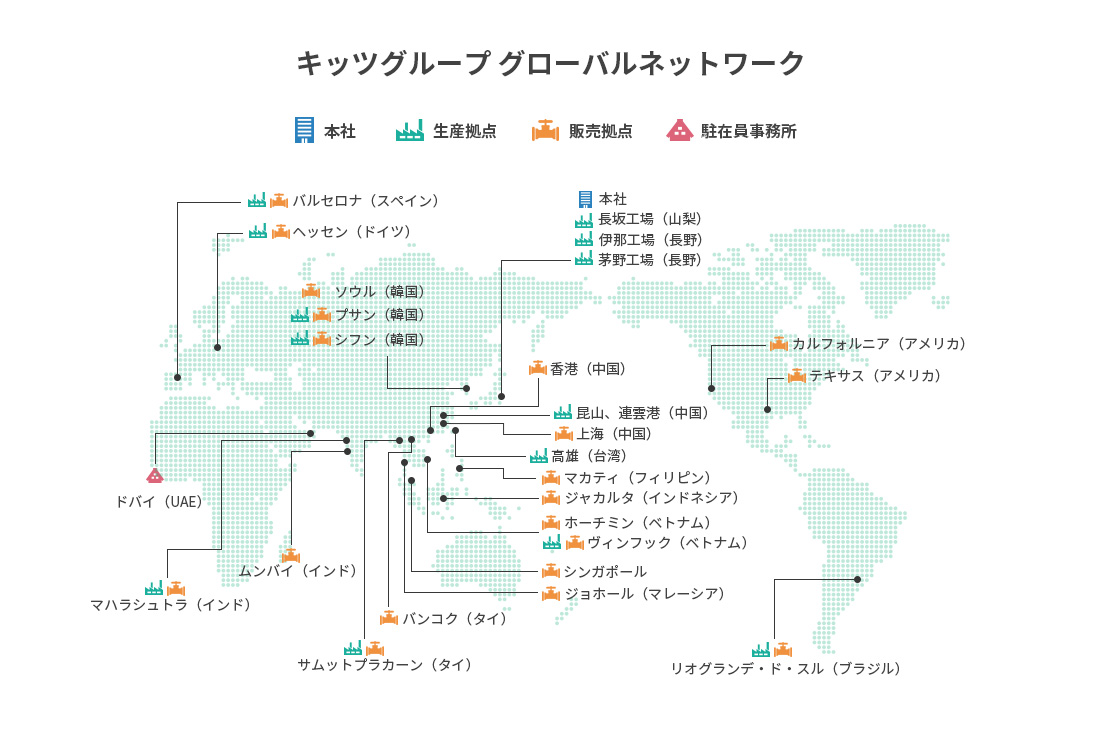 キッツグループ グローバルネットワーク
本社
生産拠点
販売拠点
駐在員事務所
バルセロナ（スペイン）
ヘッセン（ドイツ）
ソウル（韓国）
プサン（韓国）
シフン（韓国）
本社
長坂工場（山梨）
伊那工場（長野）
茅野工場（長野）
カルフォルニア（アメリカ）
テキサス（アメリカ）
香港（中国）
昆山、連雲港（中国）
上海（中国）
高雄（台湾）
マカティ（フィリピン）
ジャカルタ（インドネシア）
ホーチミン（ベトナム）
ヴィンフック（ベトナム）
シンガポール
ジョホール（マレーシア）
ドバイ（UAE）
ムンバイ（インド）
マハラシュトラ（インド）
バンコク（タイ）
サムットプラカーン（タイ）
リオグランデ・ド・スル（ブラジル）